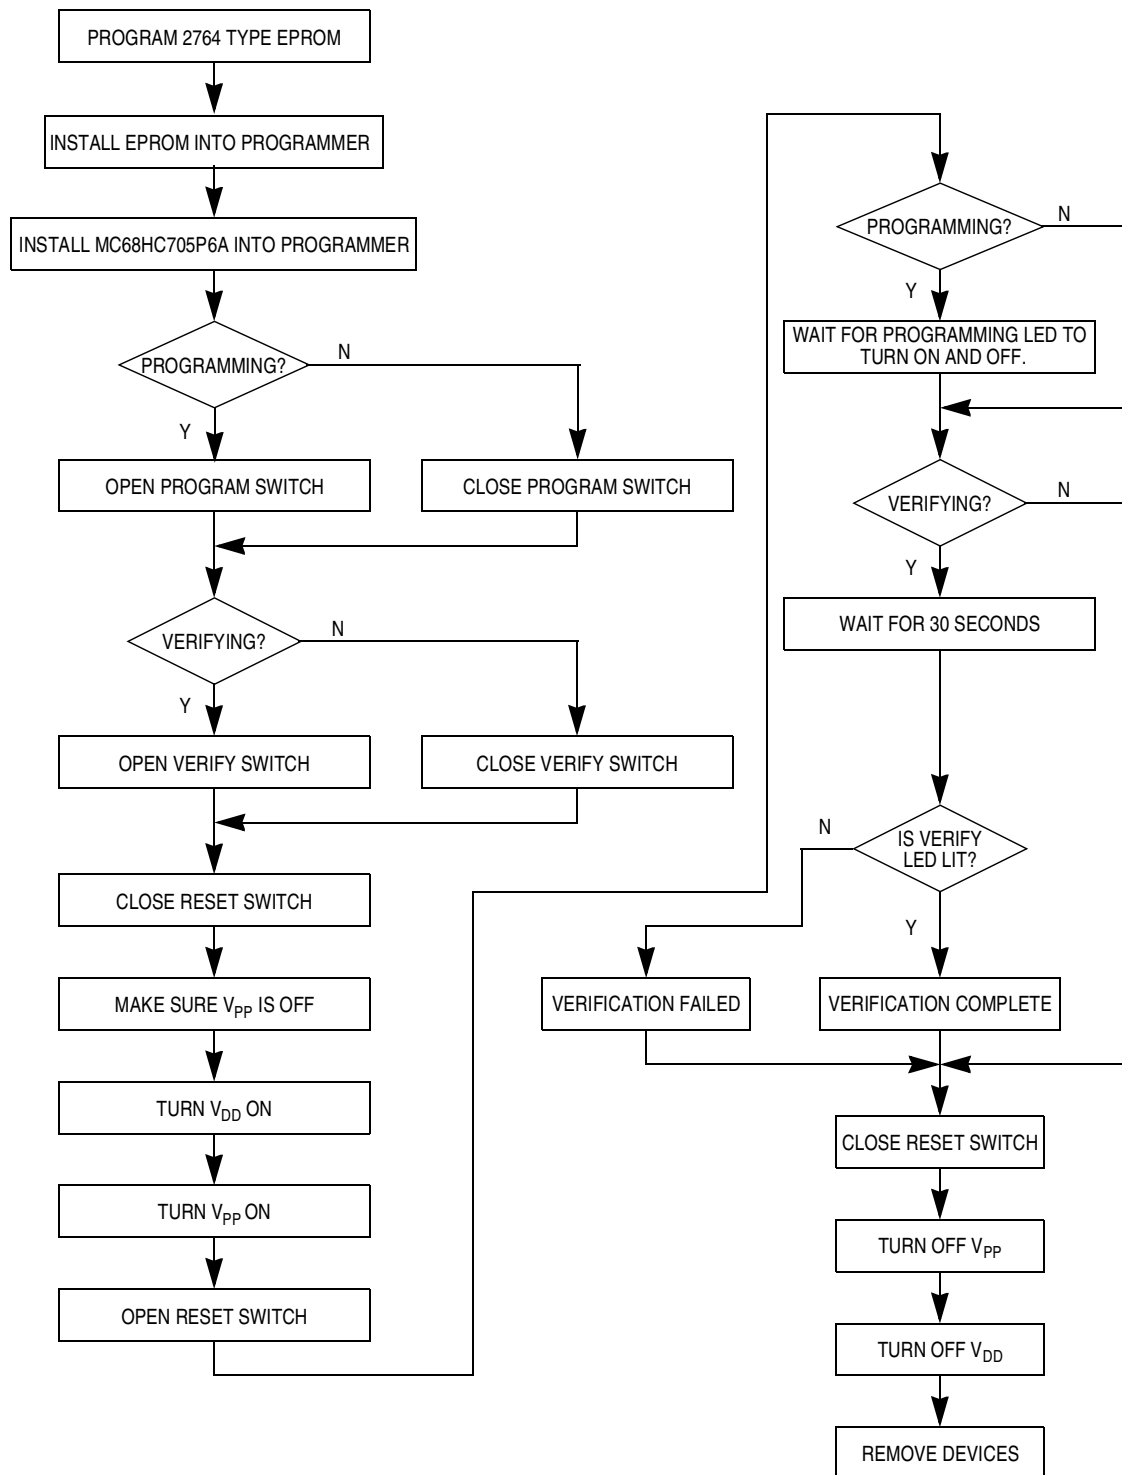 PROGRAM 2764 TYPE EPROM
INSTALL EPROM INTO PROGRAMMER
INSTALL MC68HC705P6A INTO PROGRAMMER
PROGRAMMING?
N
Y
OPEN PROGRAM SWITCH
CLOSE PROGRAM SWITCH
VERIFYING?
N
Y
OPEN VERIFY SWITCH
CLOSE VERIFY SWITCH
CLOSE RESET SWITCH
MAKE SURE VPP IS OFF
TURN VDD ON
TURN VPP ON
OPEN RESET SWITCH
PROGRAMMING?
N
Y
WAIT FOR PROGRAMMING LED TO
TURN ON AND OFF.
VERIFYING?
N
Y
WAIT FOR 30 SECONDS
IS VERIFY
LED LIT?
N
Y
VERIFICATION FAILED
VERIFICATION COMPLETE
CLOSE RESET SWITCH
TURN OFF VPP
TURN OFF VDD
REMOVE DEVICES